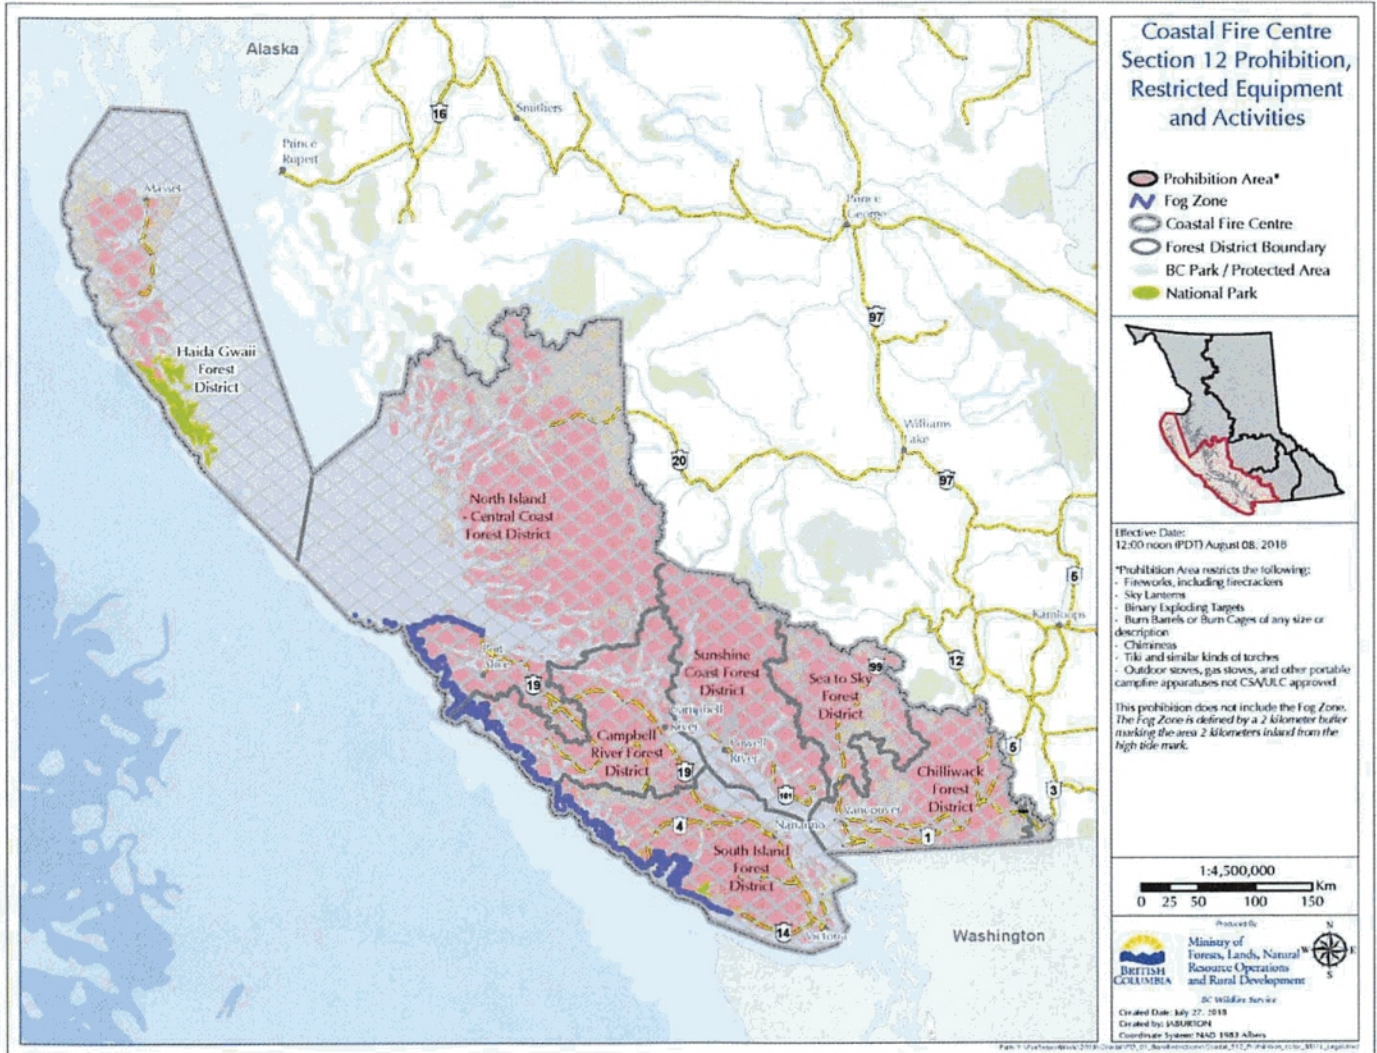 Coastal Fire Centre
Section 12 Prohibition,
Restricted Equipment
and Activities
Prohibition Area*
Fog Zone
Coastal Fire Centre
Forest District Boundary
BC Park / Protected Area
National Park
Effective Date:
12:00 noon (PDT) August 08, 2018
*Prohibition Area restricts the following:
- Fireworks, including firecrackers
- Sky Lanterns
- Binary Exploding Targets
- Burn Barrels or Burn Cages of any size or
description
- Chimineas
- Tiki and similar kinds of torches
- Outdoor stoves, gas stoves, and other portable
campfire apparatuses not CSA/ULC approved
This prohibition does not include the Fog Zone.
The Fog Zone is defined by a 2 kilometer buffer
marking the area 2 kilometers inland from the
high tide mark.
1:4,500,000
Km
0 25 50 100 150
Produced By
BRITISH
COLUMBIA
Ministry of
Forests, Lands, Natural
Resource Operations
and Rural Development
BC Wildfire Service
N
W E
S
Created Date: July 27, 2018
Created by: JABURTON
Coordinate System: NAD 1983 Albers
Alaska
16
Smithers
Prince
Rupert
Masset
Prince
George
97
Haida Gwaii
Forest
District
Williams
Lake
20
97
North Island
- Central Coast
Forest District
5
Kamloops
Port
Alice
19
Sunshine
Coast Forest
District
99
12
Sea to Sky
Forest
District
Campbell
River
Campbell
River Forest
District
Powell
River
5
19
Chilliwack
Forest
District
101
3
Vancouver
4
Nanaimo
1
South Island
Forest
District
14
Victoria
Washington